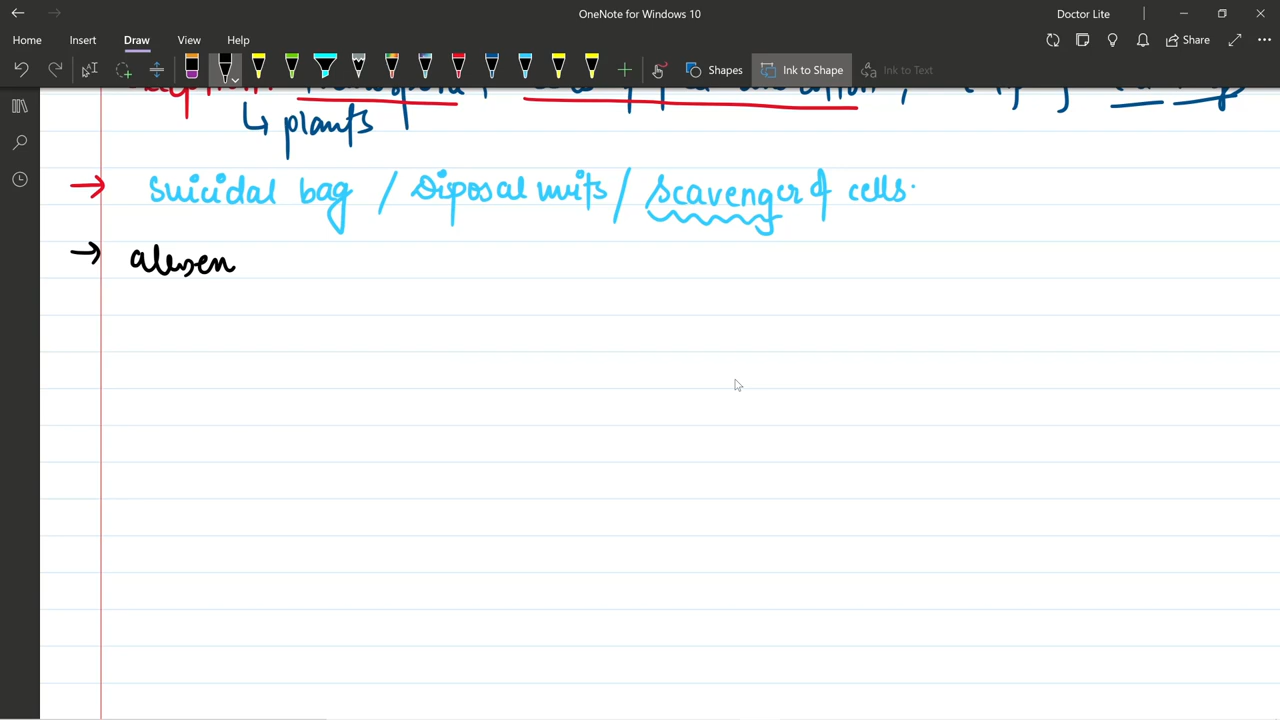 OneNote for Windows 10
Doctor Lite
Home Insert Draw View Help
Share
Shapes Ink to Shape Ink to Text
↳ plants
→ Suicidal bag / Disposal units / Scavenger of cells.
→